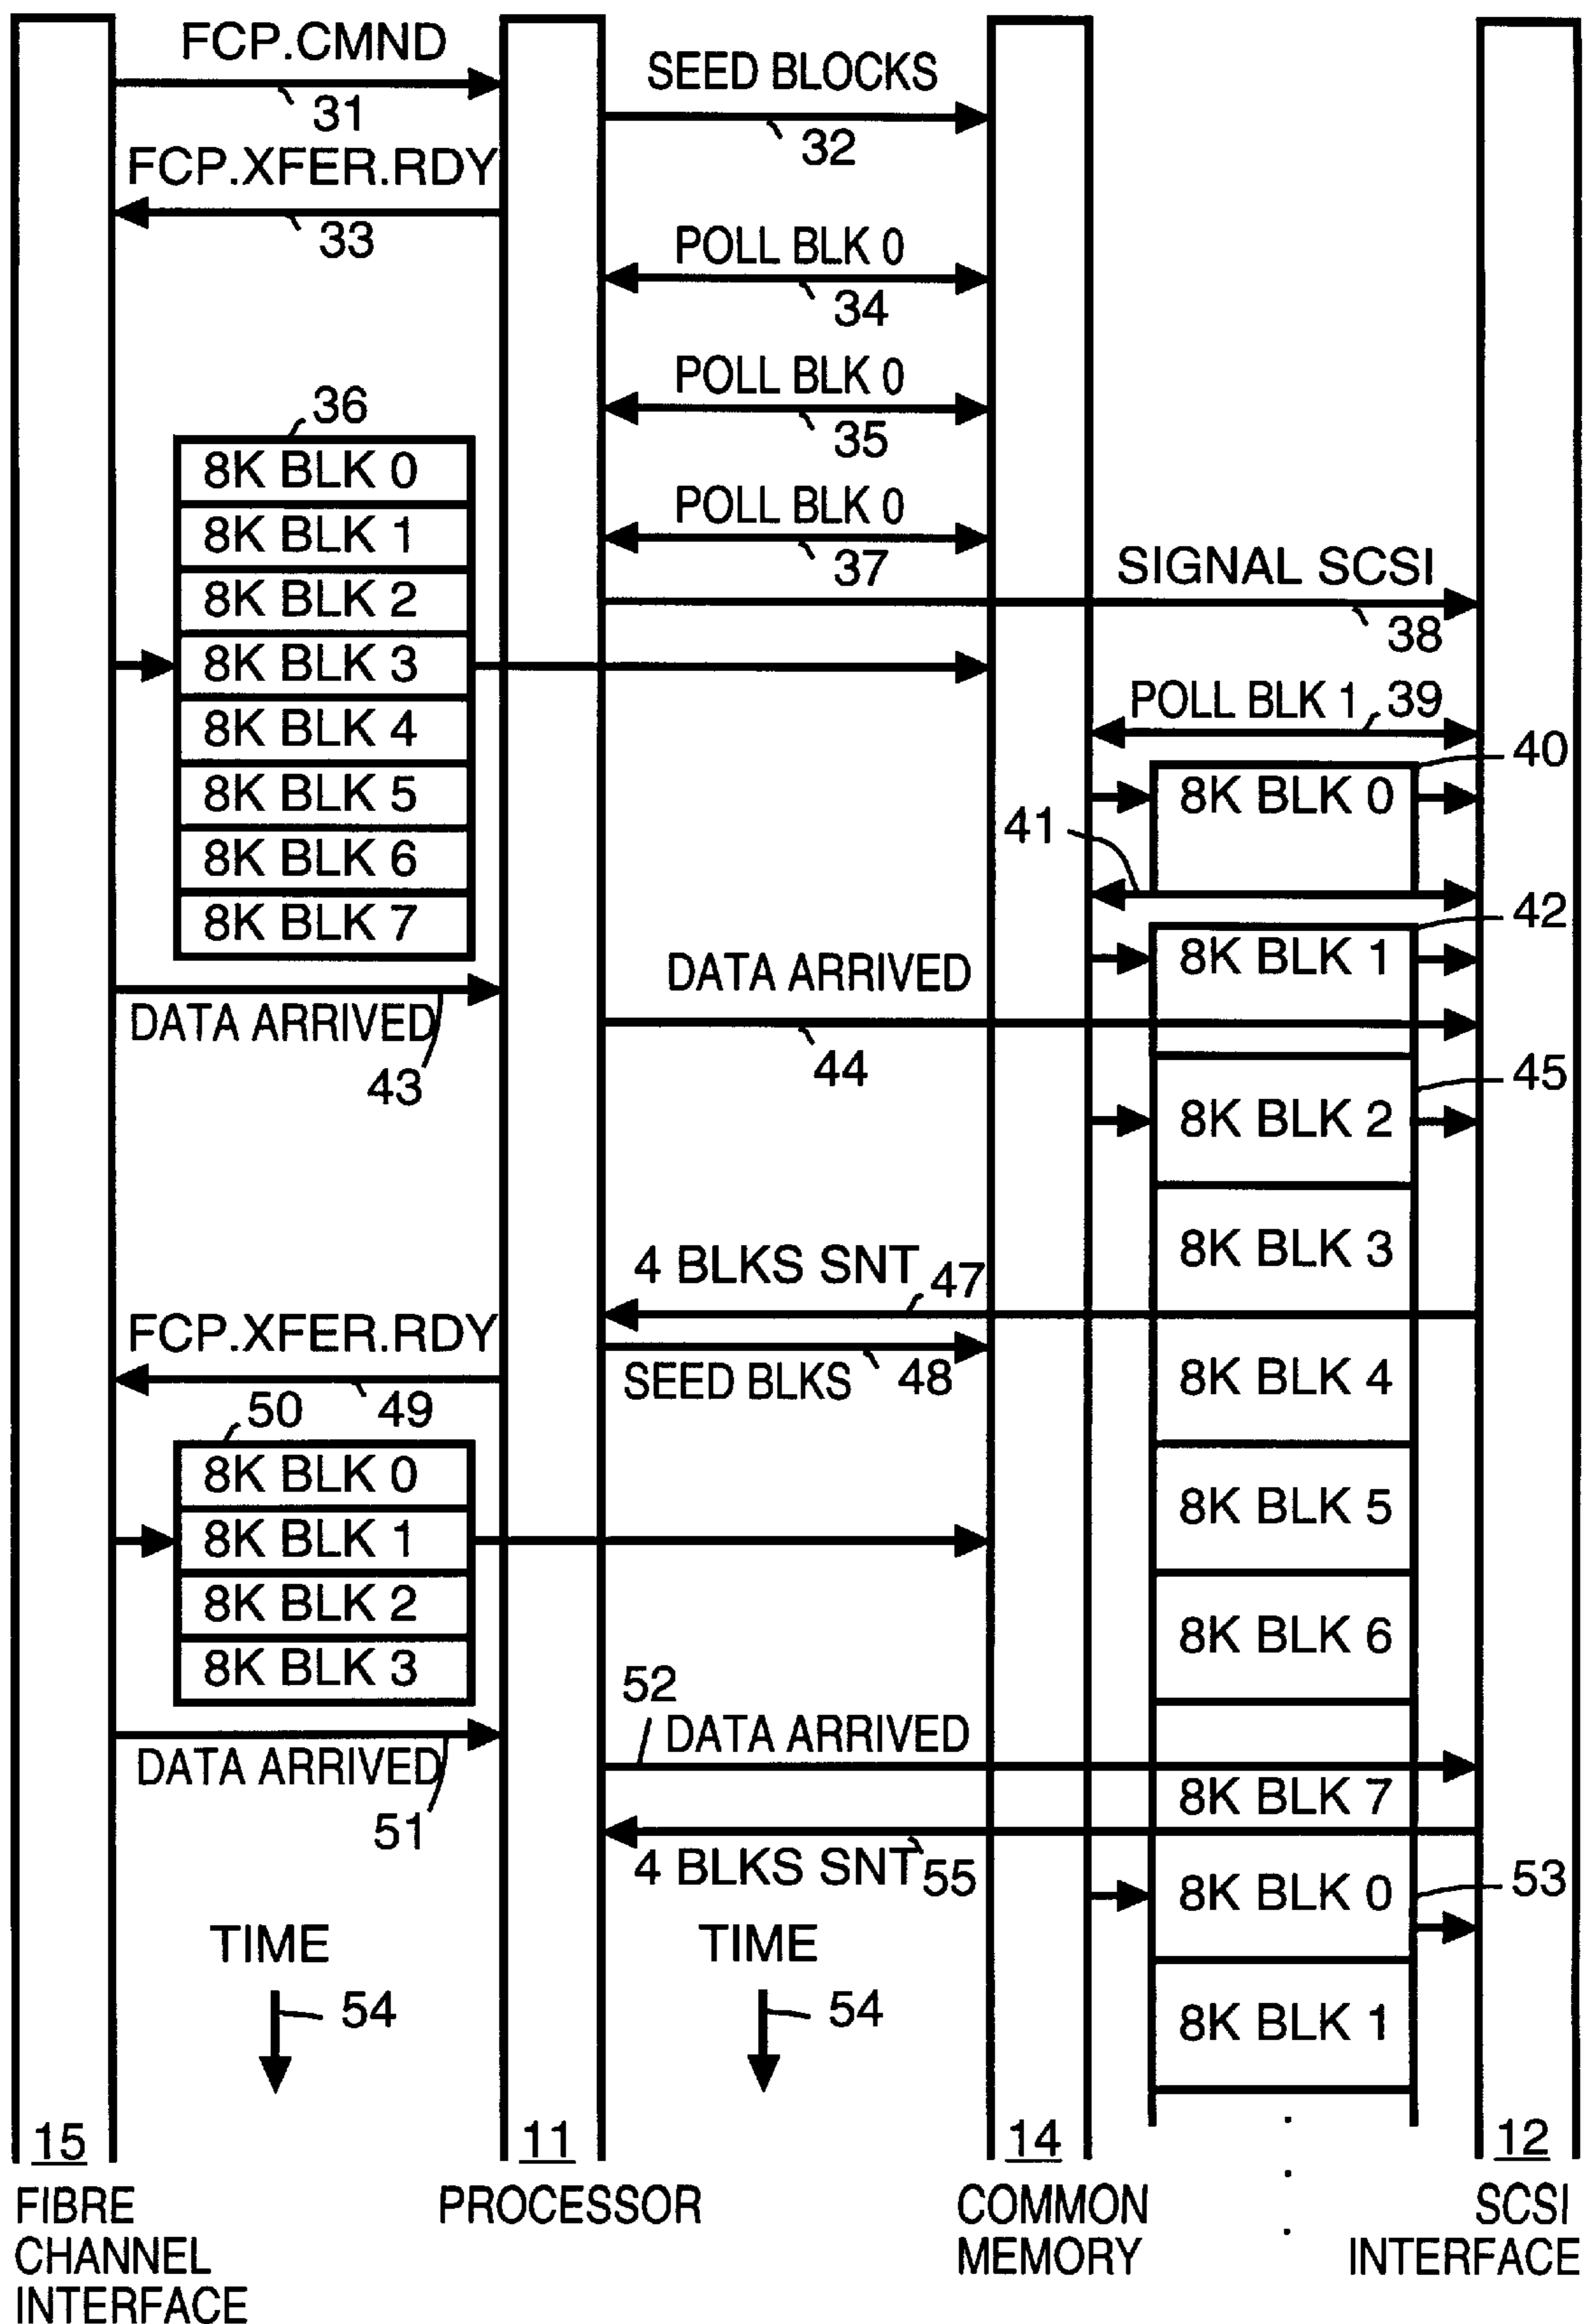 FCP.CMND
31
SEED BLOCKS
32
FCP.XFER.RDY
33
POLL BLK 0
34
POLL BLK 0
35
36
8K BLK 0
8K BLK 1
8K BLK 2
8K BLK 3
8K BLK 4
8K BLK 5
8K BLK 6
8K BLK 7
POLL BLK 0
37
SIGNAL SCSI
38
POLL BLK 1
39
40
8K BLK 0
41
42
8K BLK 1
DATA ARRIVED
43
DATA ARRIVED
44
45
8K BLK 2
8K BLK 3
4 BLKS SNT
47
SEED BLKS
48
FCP.XFER.RDY
49
8K BLK 4
50
8K BLK 0
8K BLK 1
8K BLK 2
8K BLK 3
8K BLK 5
8K BLK 6
DATA ARRIVED
51
52
DATA ARRIVED
8K BLK 7
4 BLKS SNT
55
8K BLK 0
53
8K BLK 1
TIME
54
TIME
54
15
FIBRE
CHANNEL
INTERFACE
11
PROCESSOR
14
COMMON
MEMORY
12
SCSI
INTERFACE